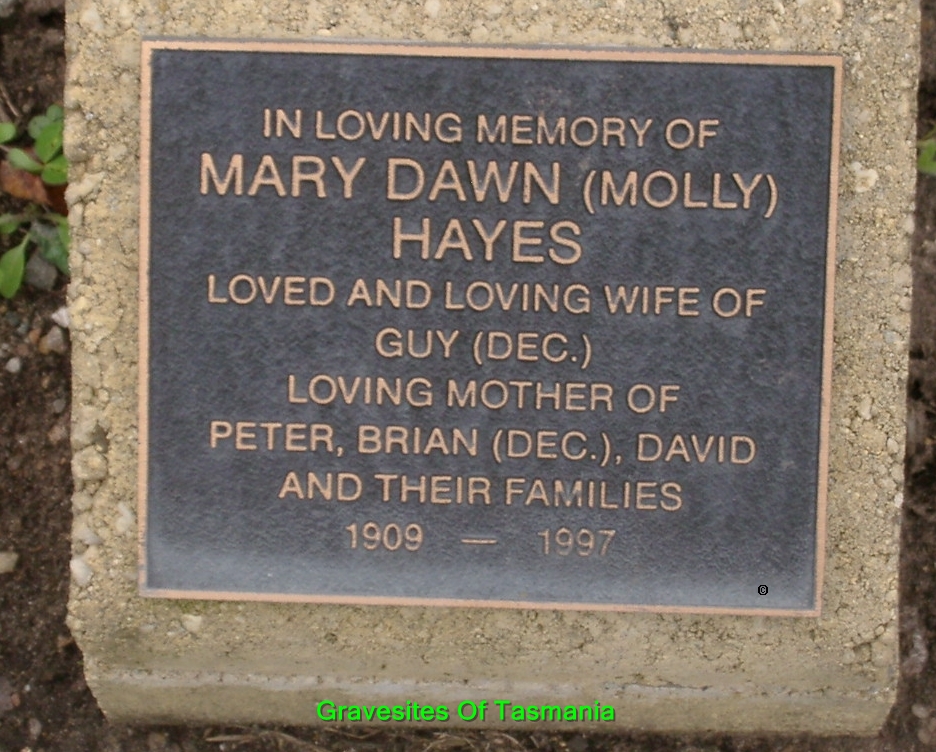 IN LOVING MEMORY OF
MARY DAWN (MOLLY)
HAYES
LOVED AND LOVING WIFE OF
GUY (DEC.)
LOVING MOTHER OF
PETER, BRIAN (DEC.), DAVID
AND THEIR FAMILIES
1909 — 1997
©
Gravesites Of Tasmania